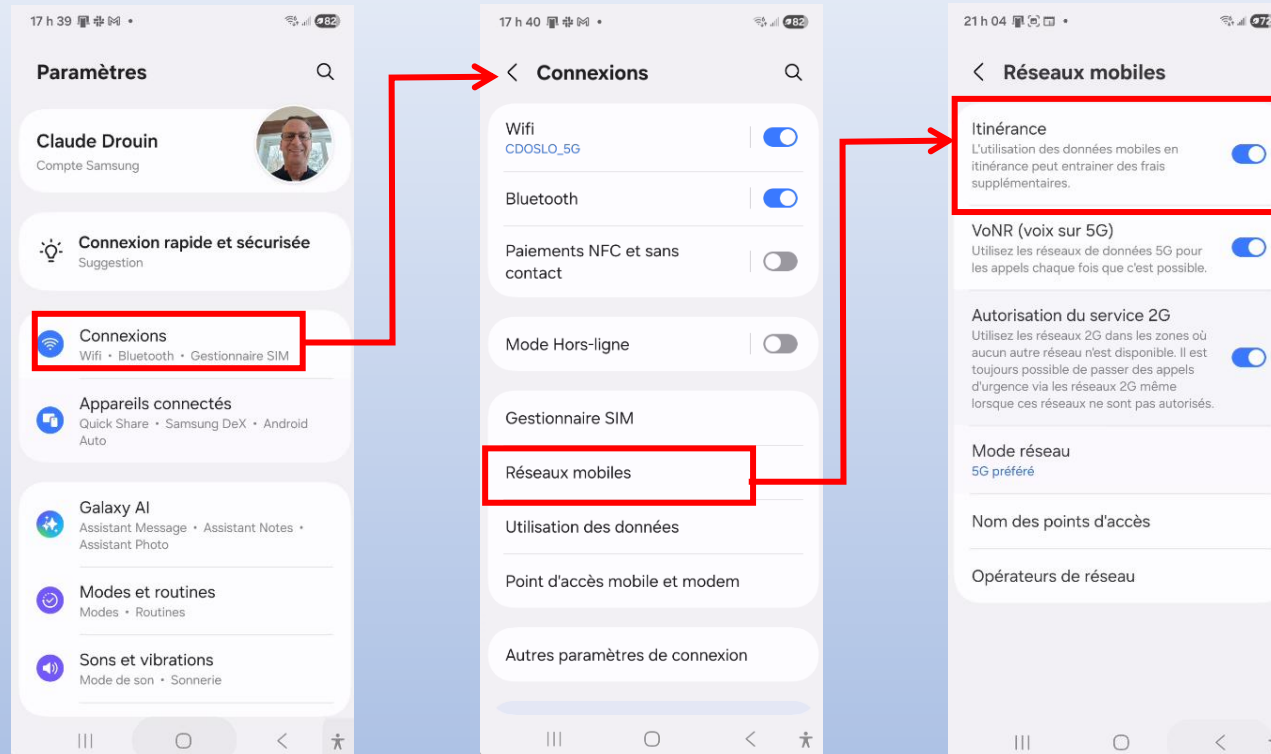 17 h 39
82
Paramètres
Claude Drouin
Compte Samsung
Connexion rapide et sécurisée
Suggestion
Connexions
Wifi • Bluetooth • Gestionnaire SIM
Appareils connectés
Quick Share • Samsung DeX • Android
Auto
Galaxy AI
Assistant Message • Assistant Notes •
Assistant Photo
Modes et routines
Modes • Routines
Sons et vibrations
Mode de son • Sonnerie
17 h 40
82
Connexions
Wifi
CDOSLO_5G
Bluetooth
Paiements NFC et sans
contact
Mode Hors-ligne
Gestionnaire SIM
Réseaux mobiles
Utilisation des données
Point d'accès mobile et modem
Autres paramètres de connexion
21 h 04
72
Réseaux mobiles
Itinérance
L'utilisation des données mobiles en
itinérance peut entrainer des frais
supplémentaires.
VoNR (voix sur 5G)
Utilisez les réseaux de données 5G pour
les appels chaque fois que c'est possible.
Autorisation du service 2G
Utilisez les réseaux 2G dans les zones où
aucun autre réseau n'est disponible. Il est
toujours possible de passer des appels
d'urgence via les réseaux 2G même
lorsque ces réseaux ne sont pas autorisés.
Mode réseau
5G préféré
Nom des points d'accès
Opérateurs de réseau